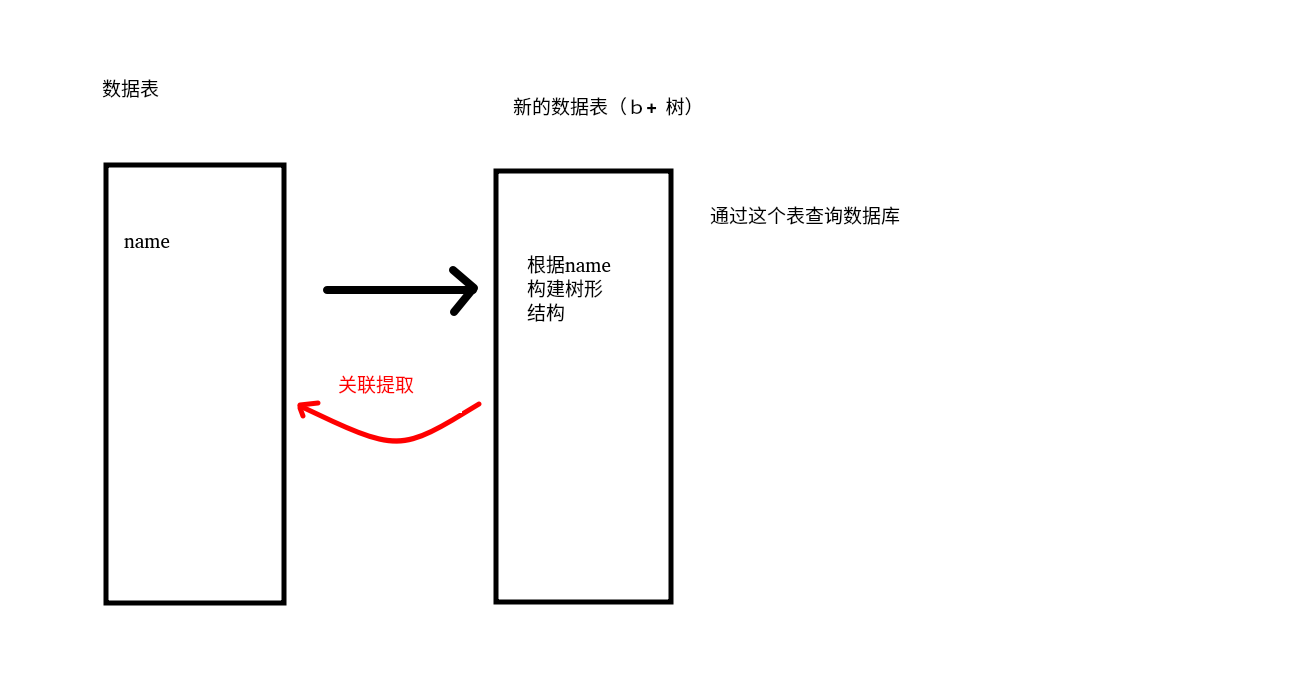 数据表
新的数据表（ｂ+ 树）
通过这个表查询数据库
name
根据name
构建树形
结构
关联提取